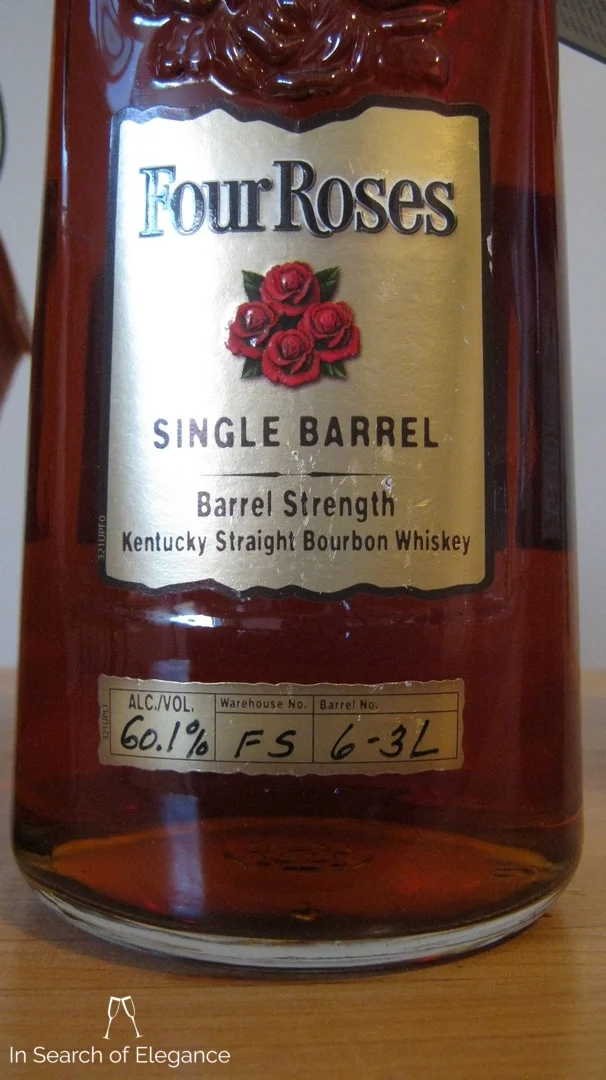 Four Roses
SINGLE BARREL
Barrel Strength
Kentucky Straight Bourbon Whiskey
321UPFO
ALC./VOL. Warehouse No. Barrel No.
60.1% FS 6-3L
In Search of Elegance